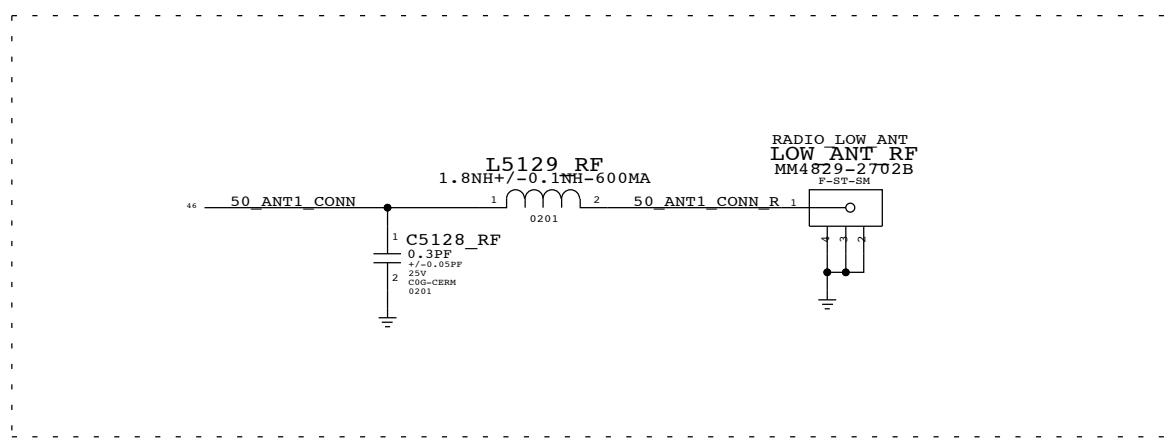 RADIO_LOW_ANT
LOW_ANT_RF
MM4829-2702B
F-ST-SM
L5129_RF
1.8NH+/-0.1NH-600MA
46
50_ANT1_CONN
1
2
50_ANT1_CONN_R
1
0201
4
3
2
1
C5128_RF
0.3PF
+/-0.05PF
25V
2
C0G-CERM
0201